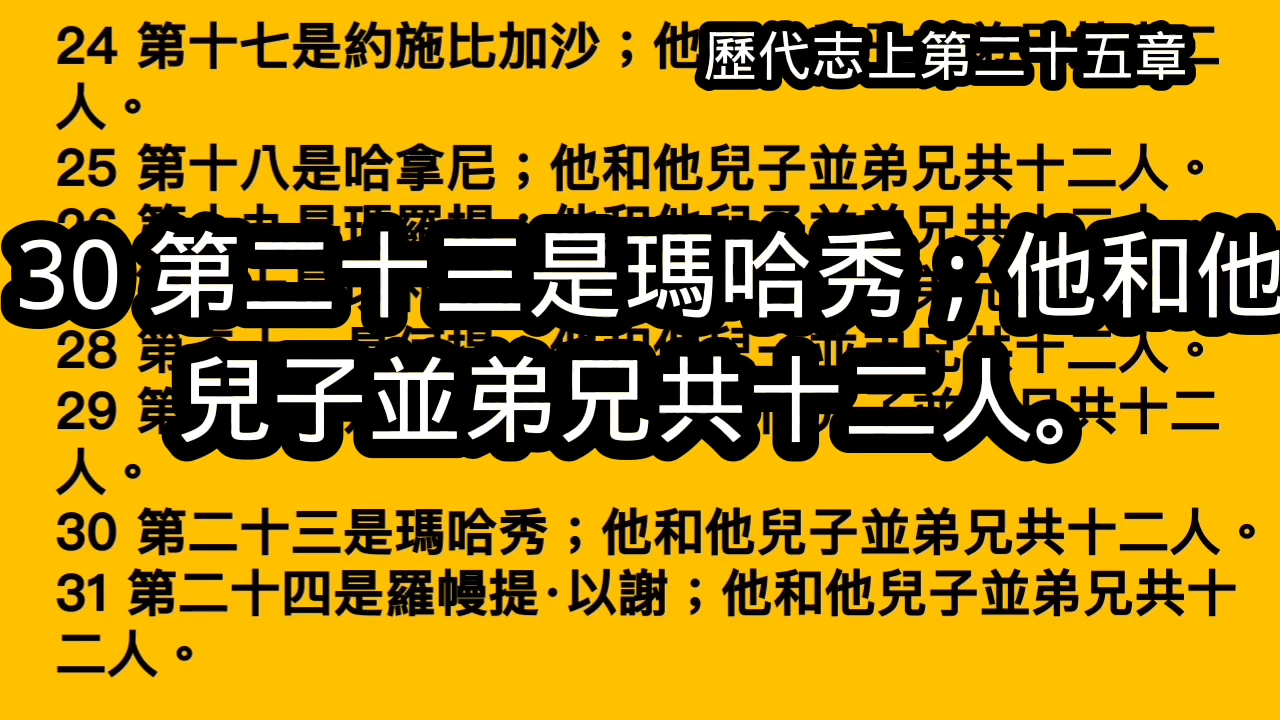 24 第十七是約施比加沙；他
歷代志上第二十五章
人。
25 第十八是哈拿尼；他和他兒子並弟兄共十二人。
30 第二十三是瑪哈秀；他和他
28 第
兒子並弟兄共十二人。
29 第
共十二
人。
30 第二十三是瑪哈秀；他和他兒子並弟兄共十二人。
31 第二十四是羅幔提·以謝；他和他兒子並弟兄共十
二人。